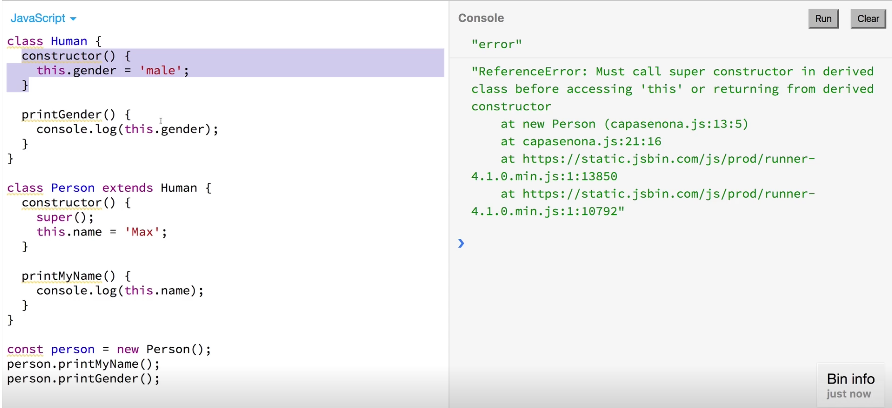 JavaScript
class Human {
  constructor() {
    this.gender = 'male';
  }
  printGender() {
    console.log(this.gender);
  }
}
class Person extends Human {
  constructor() {
    super();
    this.name = 'Max';
  }
  printMyName() {
    console.log(this.name);
  }
}
const person = new Person();
person.printMyName();
person.printGender();
Console
Run
Clear
"error"
"ReferenceError: Must call super constructor in derived
class before accessing 'this' or returning from derived
constructor
    at new Person (capasenona.js:13:5)
    at capasenona.js:21:16
    at https://static.jsbin.com/js/prod/runner-
4.1.0.min.js:1:13850
    at https://static.jsbin.com/js/prod/runner-
4.1.0.min.js:1:10792"
Bin info
just now